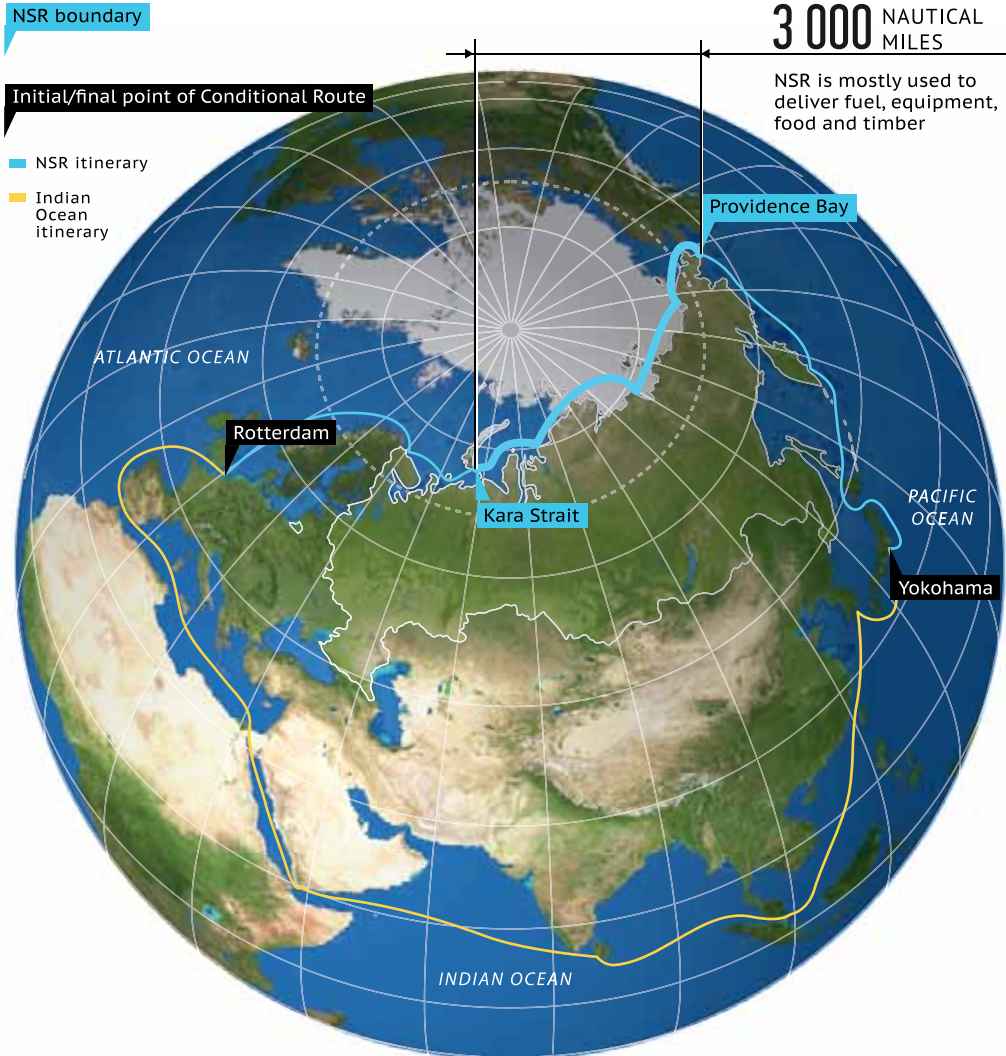 NSR boundary
3 000 NAUTICAL
MILES
Initial/final point of Conditional Route
NSR is mostly used to
deliver fuel, equipment,
food and timber
NSR itinerary
Indian
Ocean
itinerary
Providence Bay
ATLANTIC OCEAN
Rotterdam
Kara Strait
PACIFIC
OCEAN
Yokohama
INDIAN OCEAN